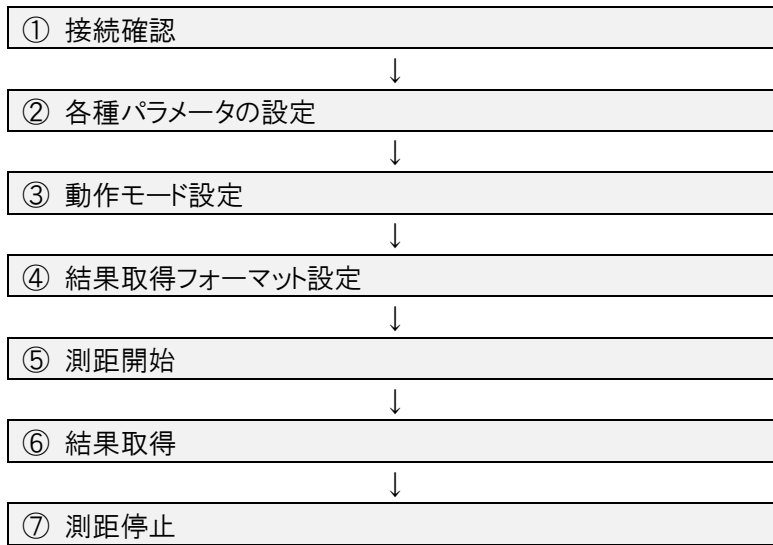 ① 接続確認
↓
② 各種パラメータの設定
↓
③ 動作モード設定
↓
④ 結果取得フォーマット設定
↓
⑤ 測距開始
↓
⑥ 結果取得
↓
⑦ 測距停止